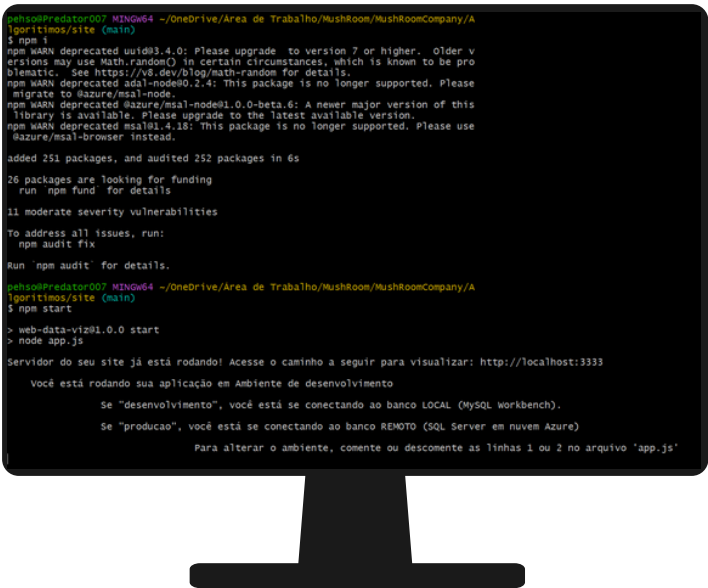 pehso@Predator007 MINGW64 ~/OneDrive/Área de Trabalho/MushRoom/MushRoomCompany/A
lgoritimos/site (main)
$ npm i
npm WARN deprecated uuid@3.4.0: Please upgrade  to version 7 or higher.  Older v
ersions may use Math.random() in certain circumstances, which is known to be pro
blematic.  See https://v8.dev/blog/math-random for details.
npm WARN deprecated adal-node@0.2.4: This package is no longer supported. Please
 migrate to @azure/msal-node.
npm WARN deprecated @azure/msal-node@1.0.0-beta.6: A newer major version of this
 library is available. Please upgrade to the latest available version.
npm WARN deprecated msal@1.4.18: This package is no longer supported. Please use
 @azure/msal-browser instead.
added 251 packages, and audited 252 packages in 6s
26 packages are looking for funding
  run `npm fund` for details
11 moderate severity vulnerabilities
To address all issues, run:
  npm audit fix
Run `npm audit` for details.
pehso@Predator007 MINGW64 ~/OneDrive/Área de Trabalho/MushRoom/MushRoomCompany/A
lgoritimos/site (main)
$ npm start
> web-data-viz@1.0.0 start
> node app.js
Servidor do seu site já está rodando! Acesse o caminho a seguir para visualizar: http://localhost:3333
Você está rodando sua aplicação em Ambiente de desenvolvimento
Se "desenvolvimento", você está se conectando ao banco LOCAL (MySQL Workbench).
Se "producao", você está se conectando ao banco REMOTO (SQL Server em nuvem Azure)
Para alterar o ambiente, comente ou descomente as linhas 1 ou 2 no arquivo 'app.js'